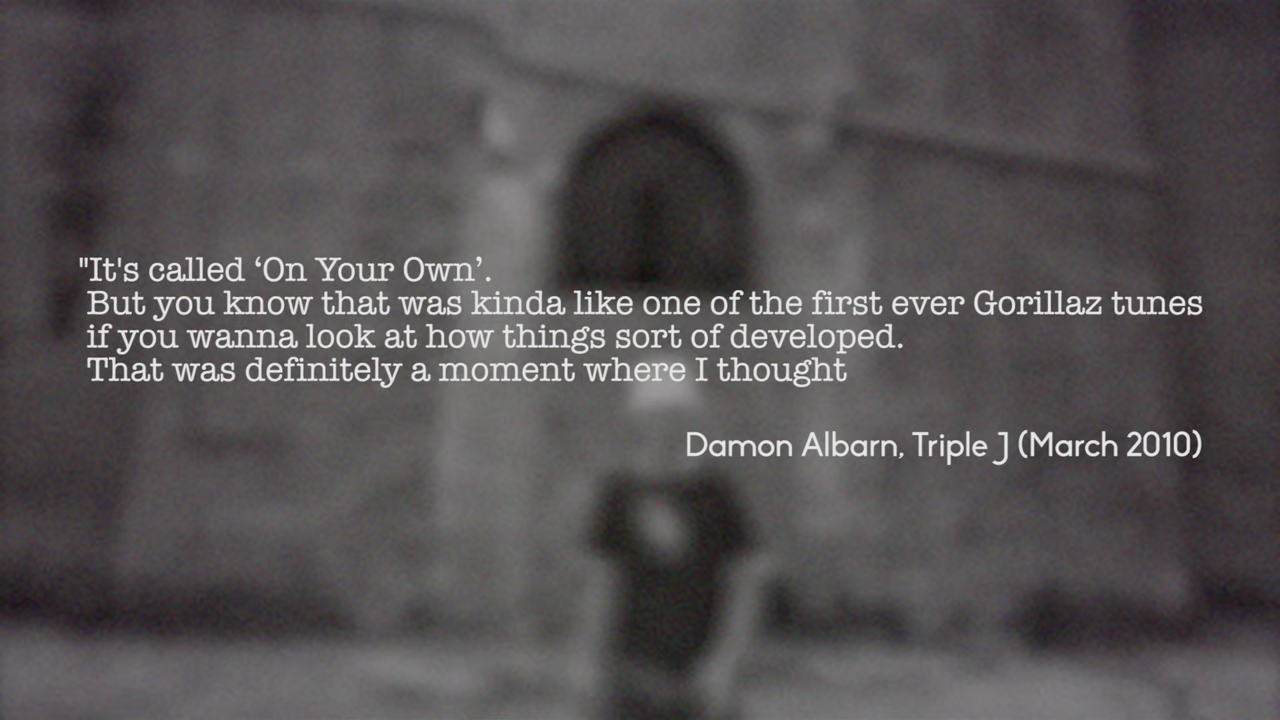 "It's called ‘On Your Own’.
But you know that was kinda like one of the first ever Gorillaz tunes
if you wanna look at how things sort of developed.
That was definitely a moment where I thought
Damon Albarn, Triple J (March 2010)